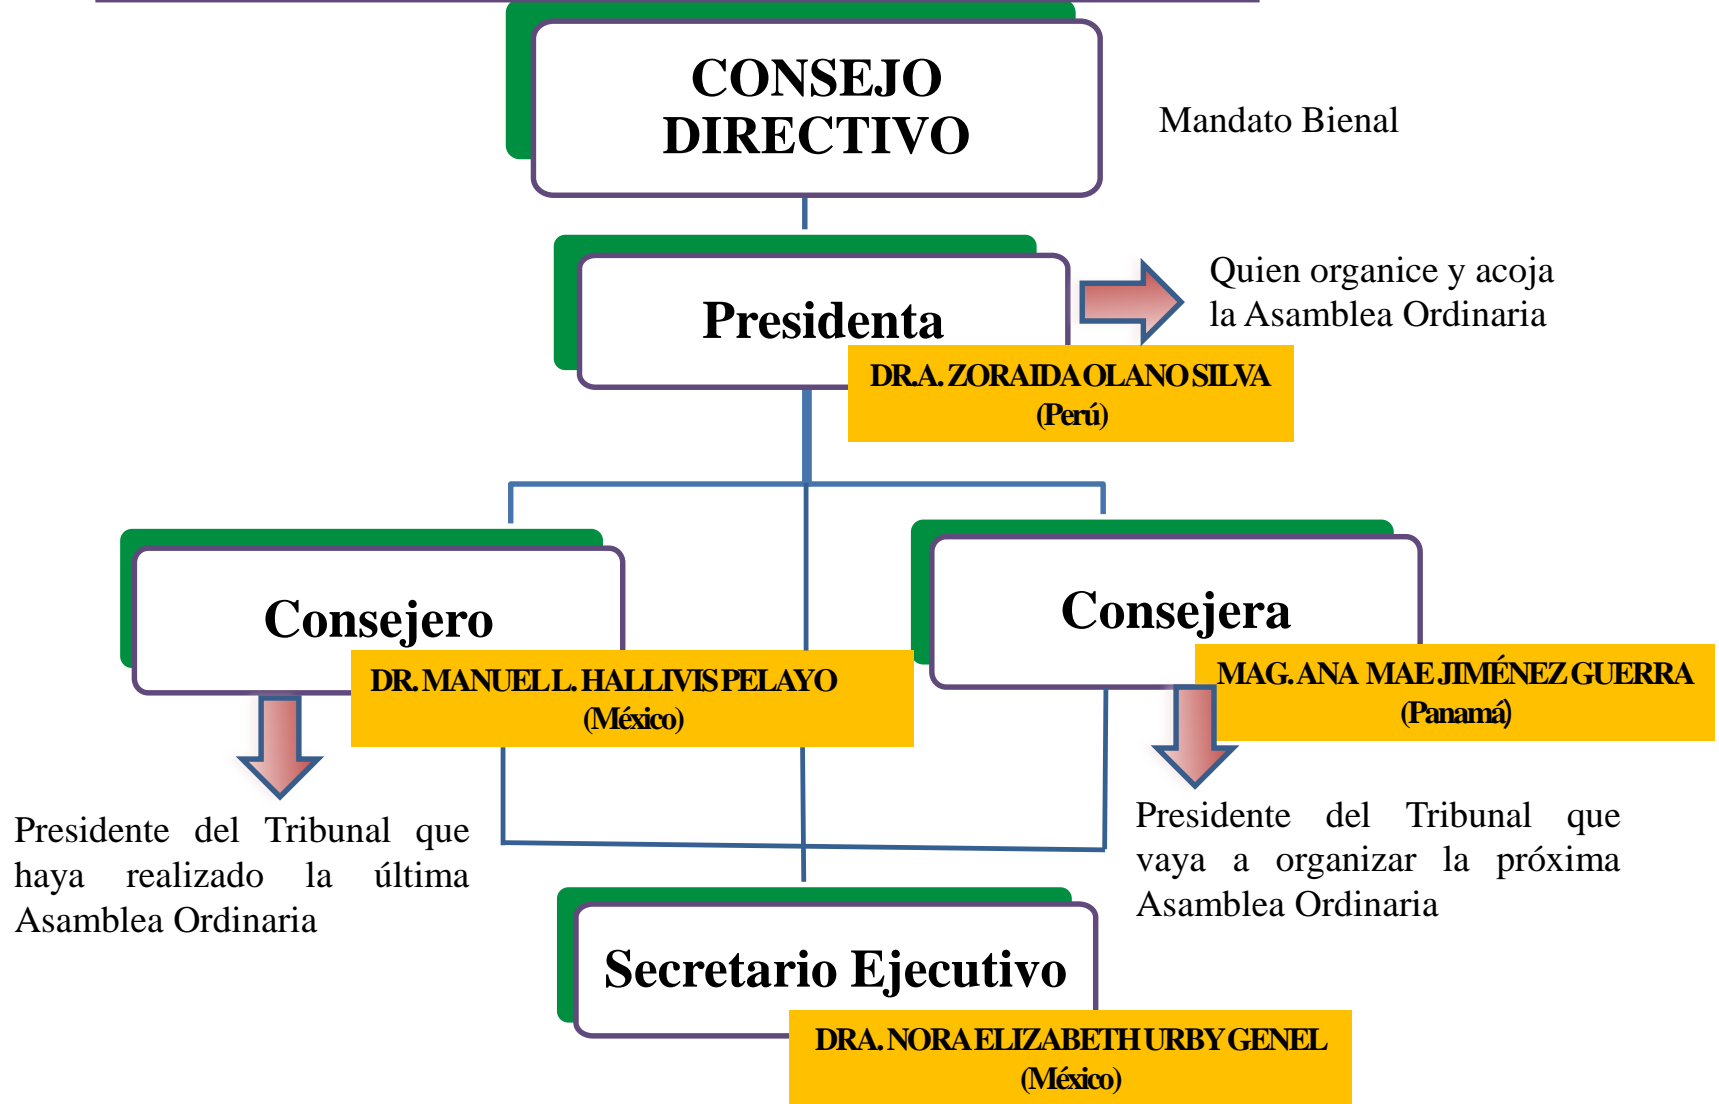 CONSEJO
DIRECTIVO
Mandato Bienal
Presidenta
Quien organice y acoja
la Asamblea Ordinaria
DR.A. ZORAIDA OLANO SILVA
(Perú)
Consejero
DR. MANUEL L. HALLIVIS PELAYO
(México)
Consejera
MAG. ANA MAE JIMÉNEZ GUERRA
(Panamá)
Presidente del Tribunal que
haya realizado la última
Asamblea Ordinaria
Presidente del Tribunal que
vaya a organizar la próxima
Asamblea Ordinaria
Secretario Ejecutivo
DRA. NORA ELIZABETH URBY GENEL
(México)